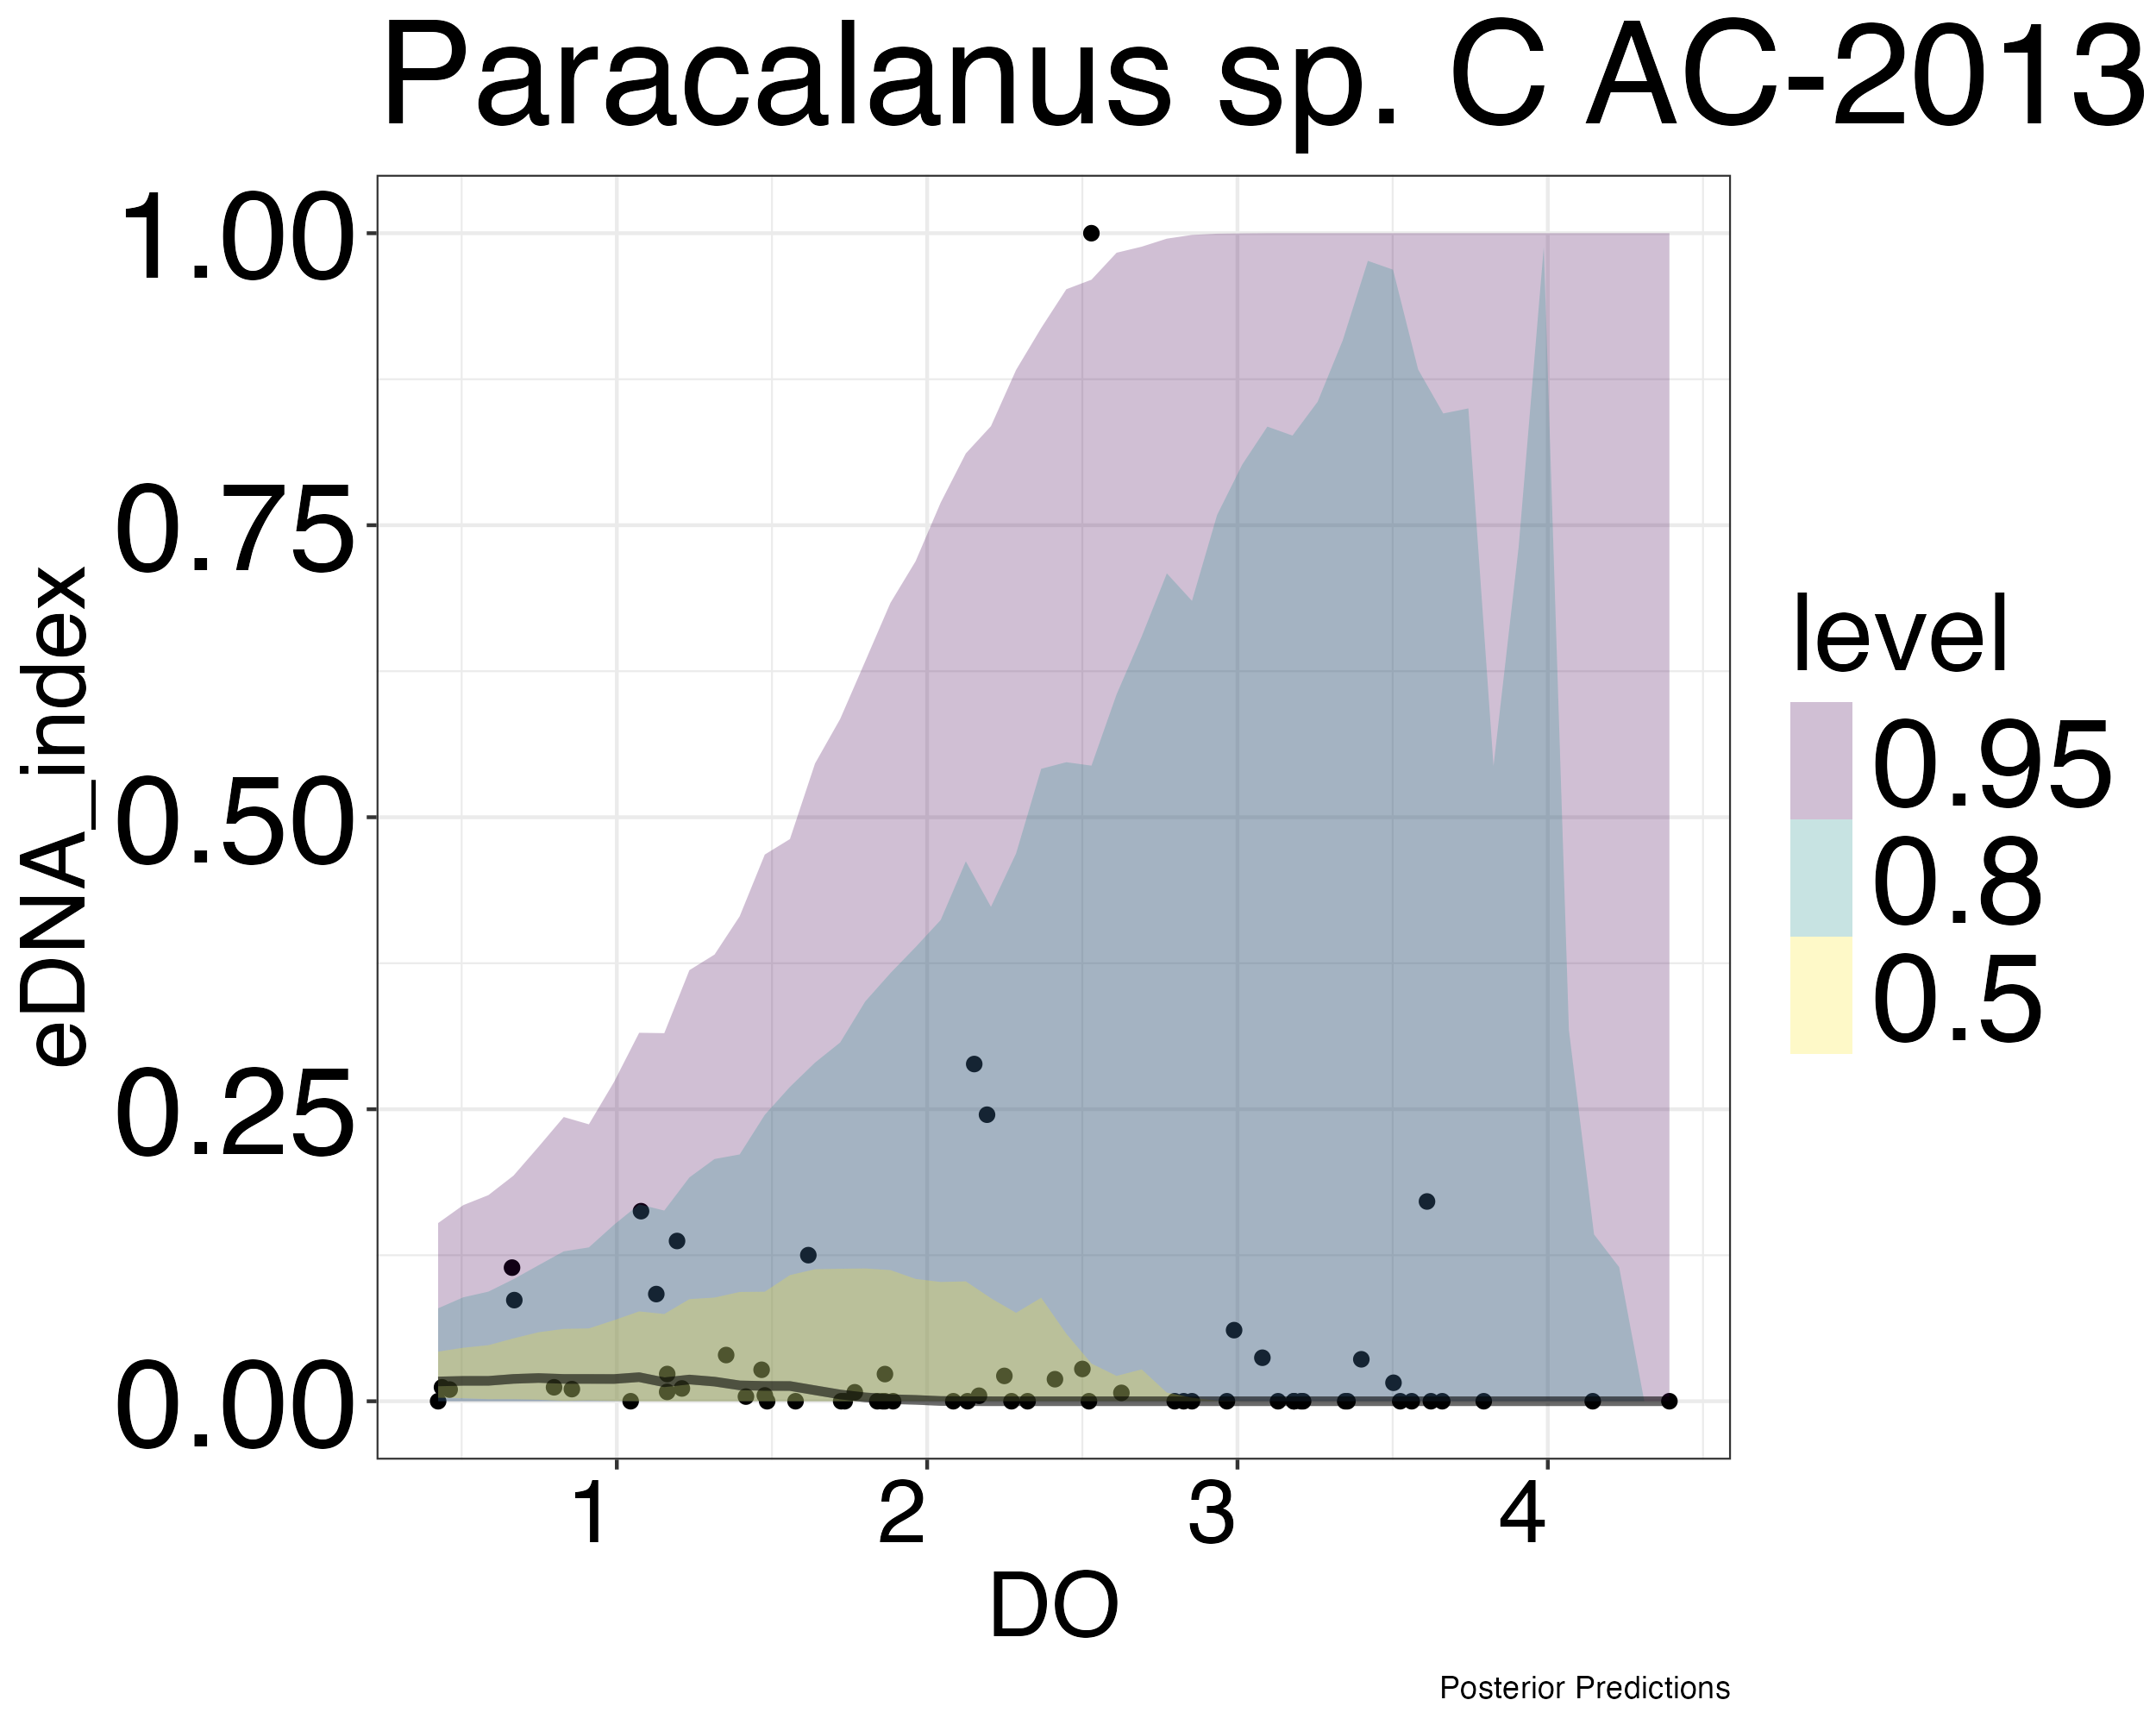 Paracalanus sp. C AC-2013
1.00
0.75
0.50
0.25
0.00
eDNA_index
1 2 3 4
DO
level
0.95
0.8
0.5
Posterior Predictions